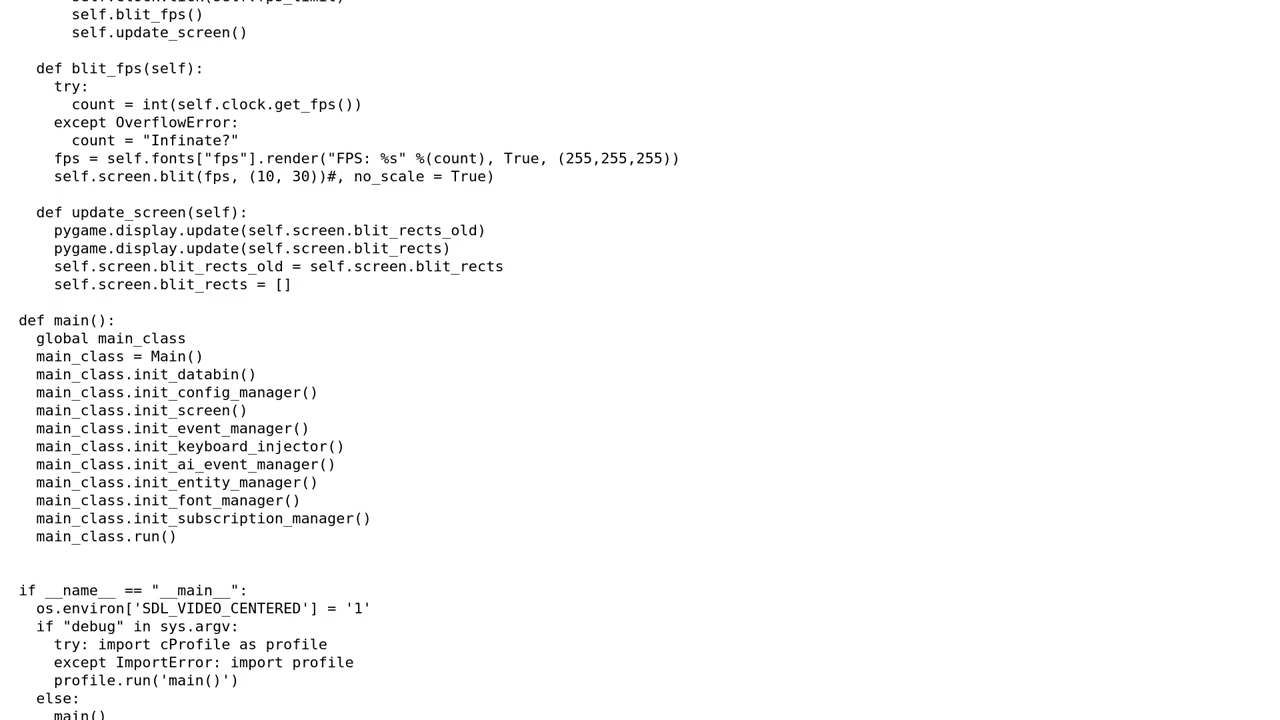 self.clock.tick(self.fps_limit)
self.blit_fps()
self.update_screen()
def blit_fps(self):
try:
count = int(self.clock.get_fps())
except OverflowError:
count = "Infinate?"
fps = self.fonts["fps"].render("FPS: %s" %(count), True, (255,255,255))
self.screen.blit(fps, (10, 30))#, no_scale = True)
def update_screen(self):
pygame.display.update(self.screen.blit_rects_old)
pygame.display.update(self.screen.blit_rects)
self.screen.blit_rects_old = self.screen.blit_rects
self.screen.blit_rects = []
def main():
global main_class
main_class = Main()
main_class.init_databin()
main_class.init_config_manager()
main_class.init_screen()
main_class.init_event_manager()
main_class.init_keyboard_injector()
main_class.init_ai_event_manager()
main_class.init_entity_manager()
main_class.init_font_manager()
main_class.init_subscription_manager()
main_class.run()
if __name__ == "__main__":
os.environ['SDL_VIDEO_CENTERED'] = '1'
if "debug" in sys.argv:
try: import cProfile as profile
except ImportError: import profile
profile.run('main()')
else:
main()